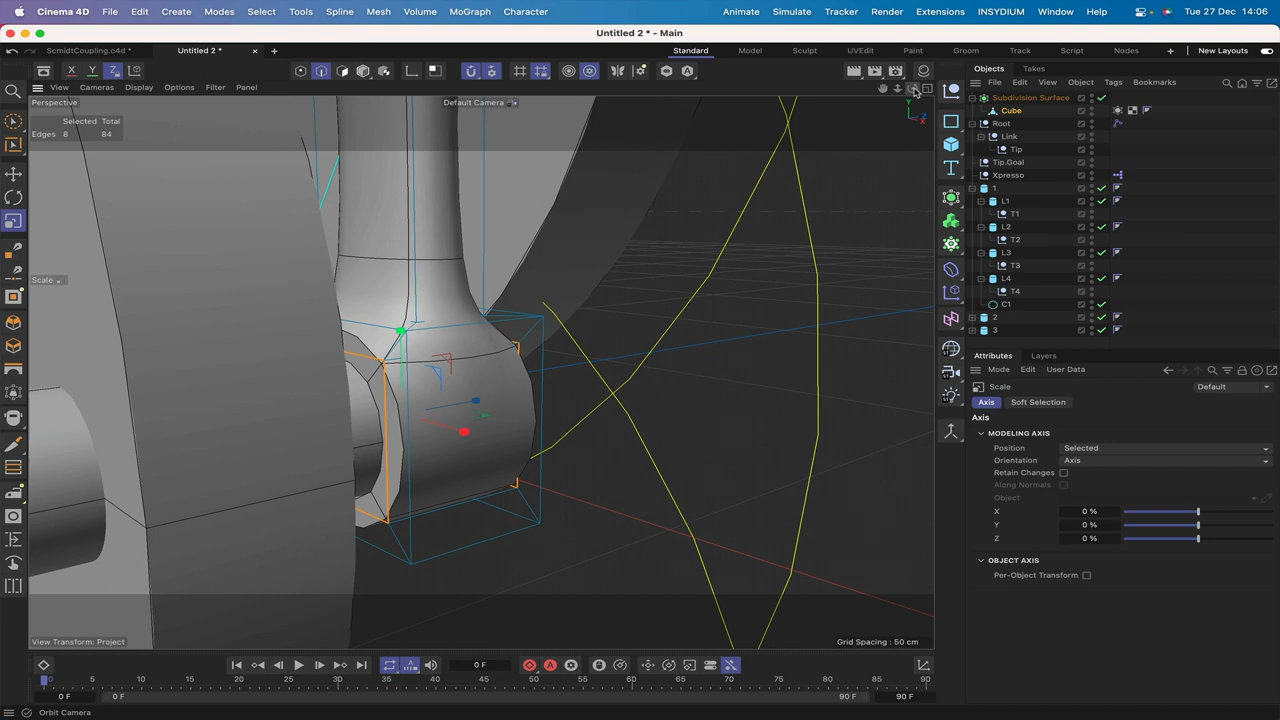 Cinema 4D File Edit Create Modes Select Tools Spline Mesh Volume MoGraph Character Animate Simulate Tracker Render Extensions INSYDIUM Window Help Tue 27 Dec 14:06
Untitled 2 * - Main
ScmidtCoupling.c4d * Untitled 2 * Standard Model Sculpt UVEdit Paint Groom Track Script Nodes New Layouts
X Y Z
Objects Takes
View Cameras Display Options Filter Panel
File Edit View Object Tags Bookmarks
Perspective Default Camera
Selected Total
Edges 8 84
Y
X
Z
Subdivision Surface
Cube
Root
Link
Tip
Tip.Goal
Xpresso
1
L1
T1
L2
T2
L3
T3
L4
T4
C1
2
3
Scale
Attributes Layers
Mode Edit User Data
Scale Default
Axis Soft Selection
Axis
MODELING AXIS
Position Selected
Orientation Axis
Retain Changes
Along Normals
Object
X 0 %
Y 0 %
Z 0 %
OBJECT AXIS
Per-Object Transform
View Transform: Project Grid Spacing : 50 cm
0 F
0 5 10 15 20 25 30 35 40 45 50 55 60 65 70 75 80 85 90
0 F 0 F 90 F 90 F
Orbit Camera